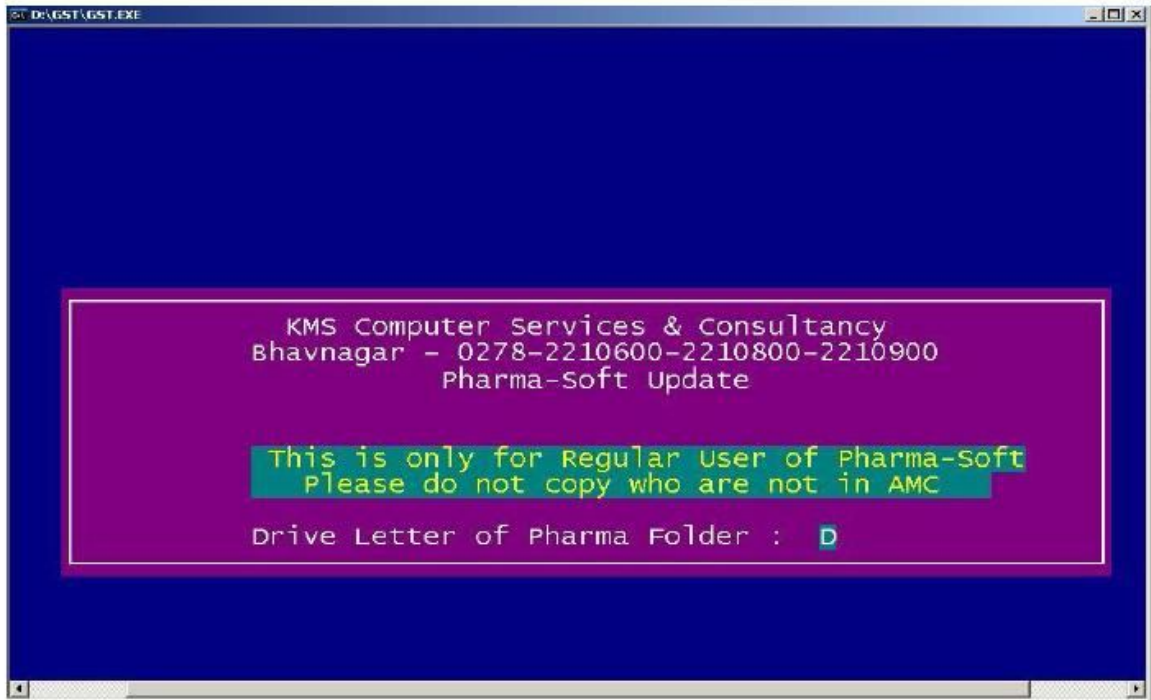 D:\GST\GST.EXE
KMS Computer Services & Consultancy
Bhavnagar - 0278-2210600-2210800-2210900
Pharma-Soft Update
This is only for Regular User of Pharma-Soft
Please do not copy who are not in AMC
Drive Letter of Pharma Folder : D